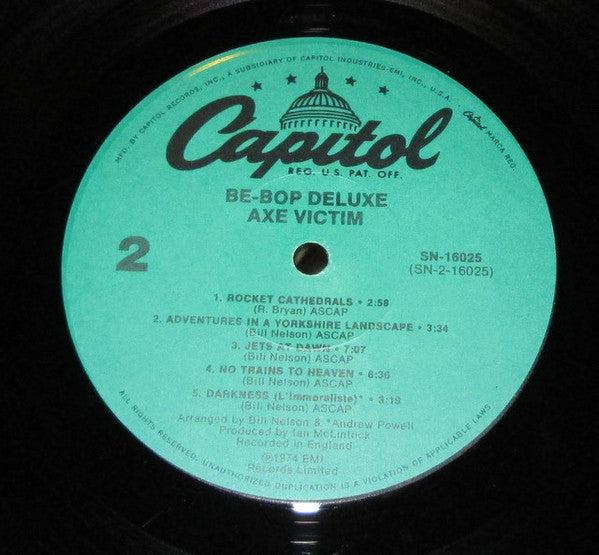 MFD. BY CAPITOL RECORDS, INC., A SUBSIDIARY OF CAPITOL INDUSTRIES-EMI, INC., U.S.A.
Capitol MARCA REG.
Capitol
REG. U.S. PAT. OFF.
BE-BOP DELUXE
AXE VICTIM
2
SN-16025
(SN-2-16025)
1. ROCKET CATHEDRALS • 2:58
(R. Bryan) ASCAP
2. ADVENTURES IN A YORKSHIRE LANDSCAPE • 3:34
(Bill Nelson) ASCAP
3. JETS AT DAWN • 7:07
(Bill Nelson) ASCAP
4. NO TRAINS TO HEAVEN • 6:36
(Bill Nelson) ASCAP
5. DARKNESS (L'Immoraliste)* • 3:19
(Bill Nelson) ASCAP
Arranged by Bill Nelson & *Andrew Powell
Produced by Ian McLintock
Recorded in England
℗1974 EMI
Records Limited
ALL RIGHTS RESERVED. UNAUTHORIZED DUPLICATION IS A VIOLATION OF APPLICABLE LAWS